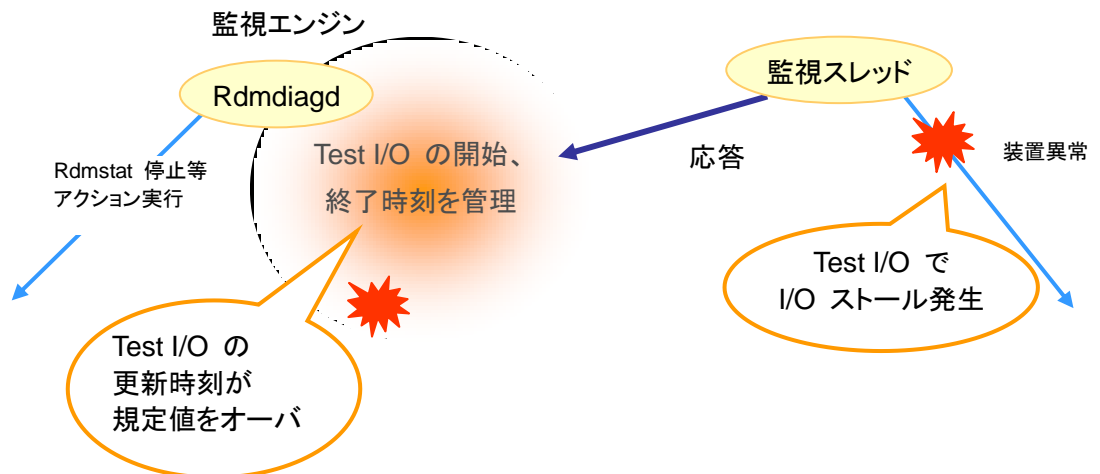 監視エンジン
Rdmdiagd
Test I/O の開始、
終了時刻を管理
Rdmstat 停止等
アクション実行
監視スレッド
応答
装置異常
Test I/O で
I/O ストール発生
Test I/O の
更新時刻が
規定値をオーバ